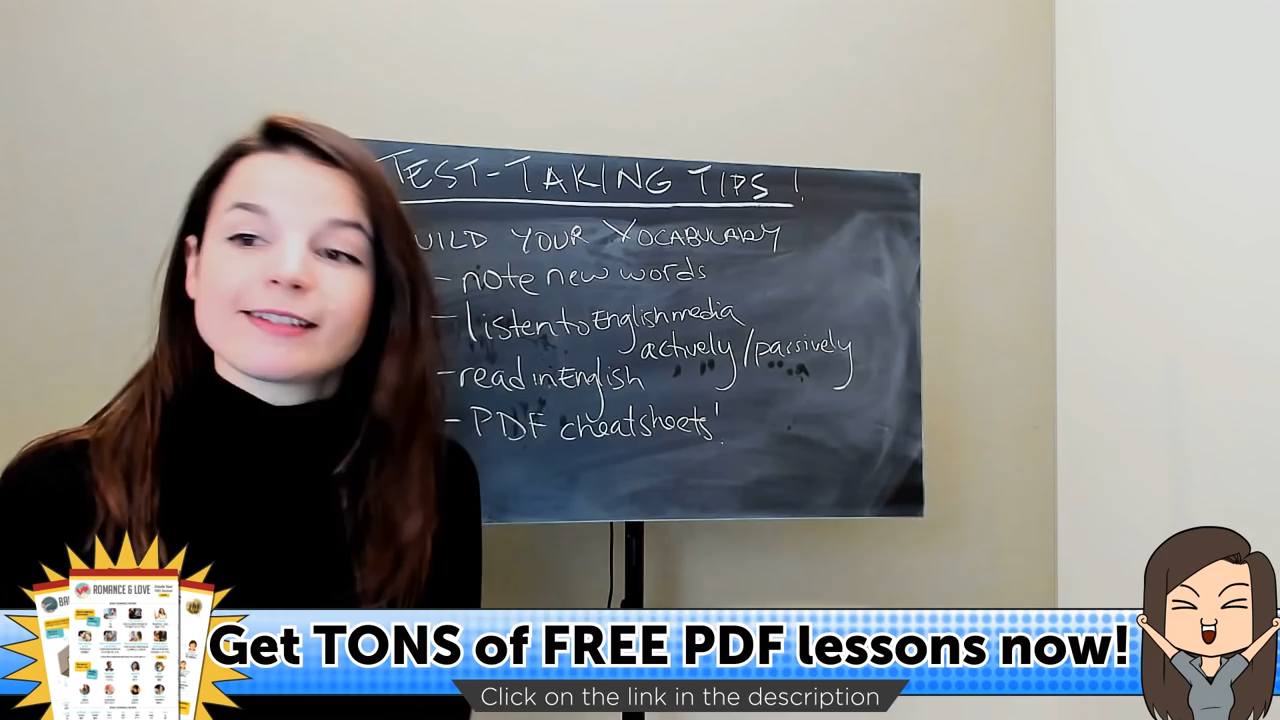 TEST-TAKING TIPS!
UILD YOUR VOCABULARY
- note new words
- listen to English media
actively/passively
- read in English
- PDF cheatsheets!
ROMANCE & LOVE
BA
Get TONS of FREE PDF lessons now!
Click on the link in the description